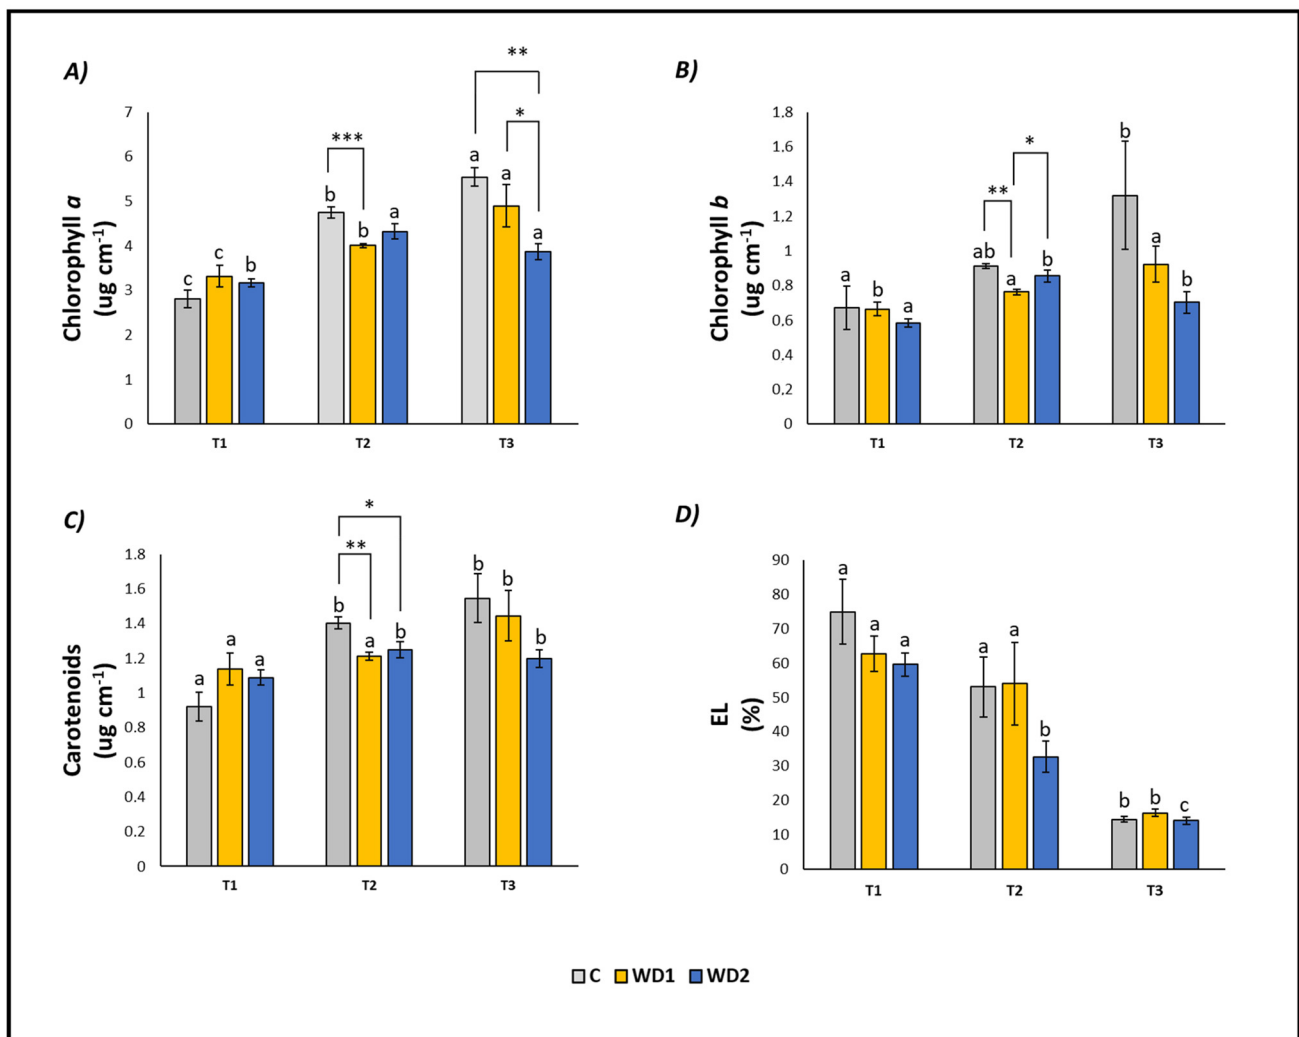 A)
**
*
***
Chlorophyll a
(ug cm-1)
7
6
5
4
3
2
1
0
c
c
b
b
b
a
a
a
a
T1
T2
T3
B)
*
**
Chlorophyll b
(ug cm-1)
1.8
1.6
1.4
1.2
1
0.8
0.6
0.4
0.2
0
a
b
a
ab
a
b
b
a
b
T1
T2
T3
C)
*
**
Carotenoids
(ug cm-1)
1.8
1.6
1.4
1.2
1
0.8
0.6
0.4
0.2
0
a
a
a
b
a
b
b
b
b
T1
T2
T3
D)
EL
(%)
90
80
70
60
50
40
30
20
10
0
a
a
a
a
a
b
b
b
c
T1
T2
T3
C WD1 WD2